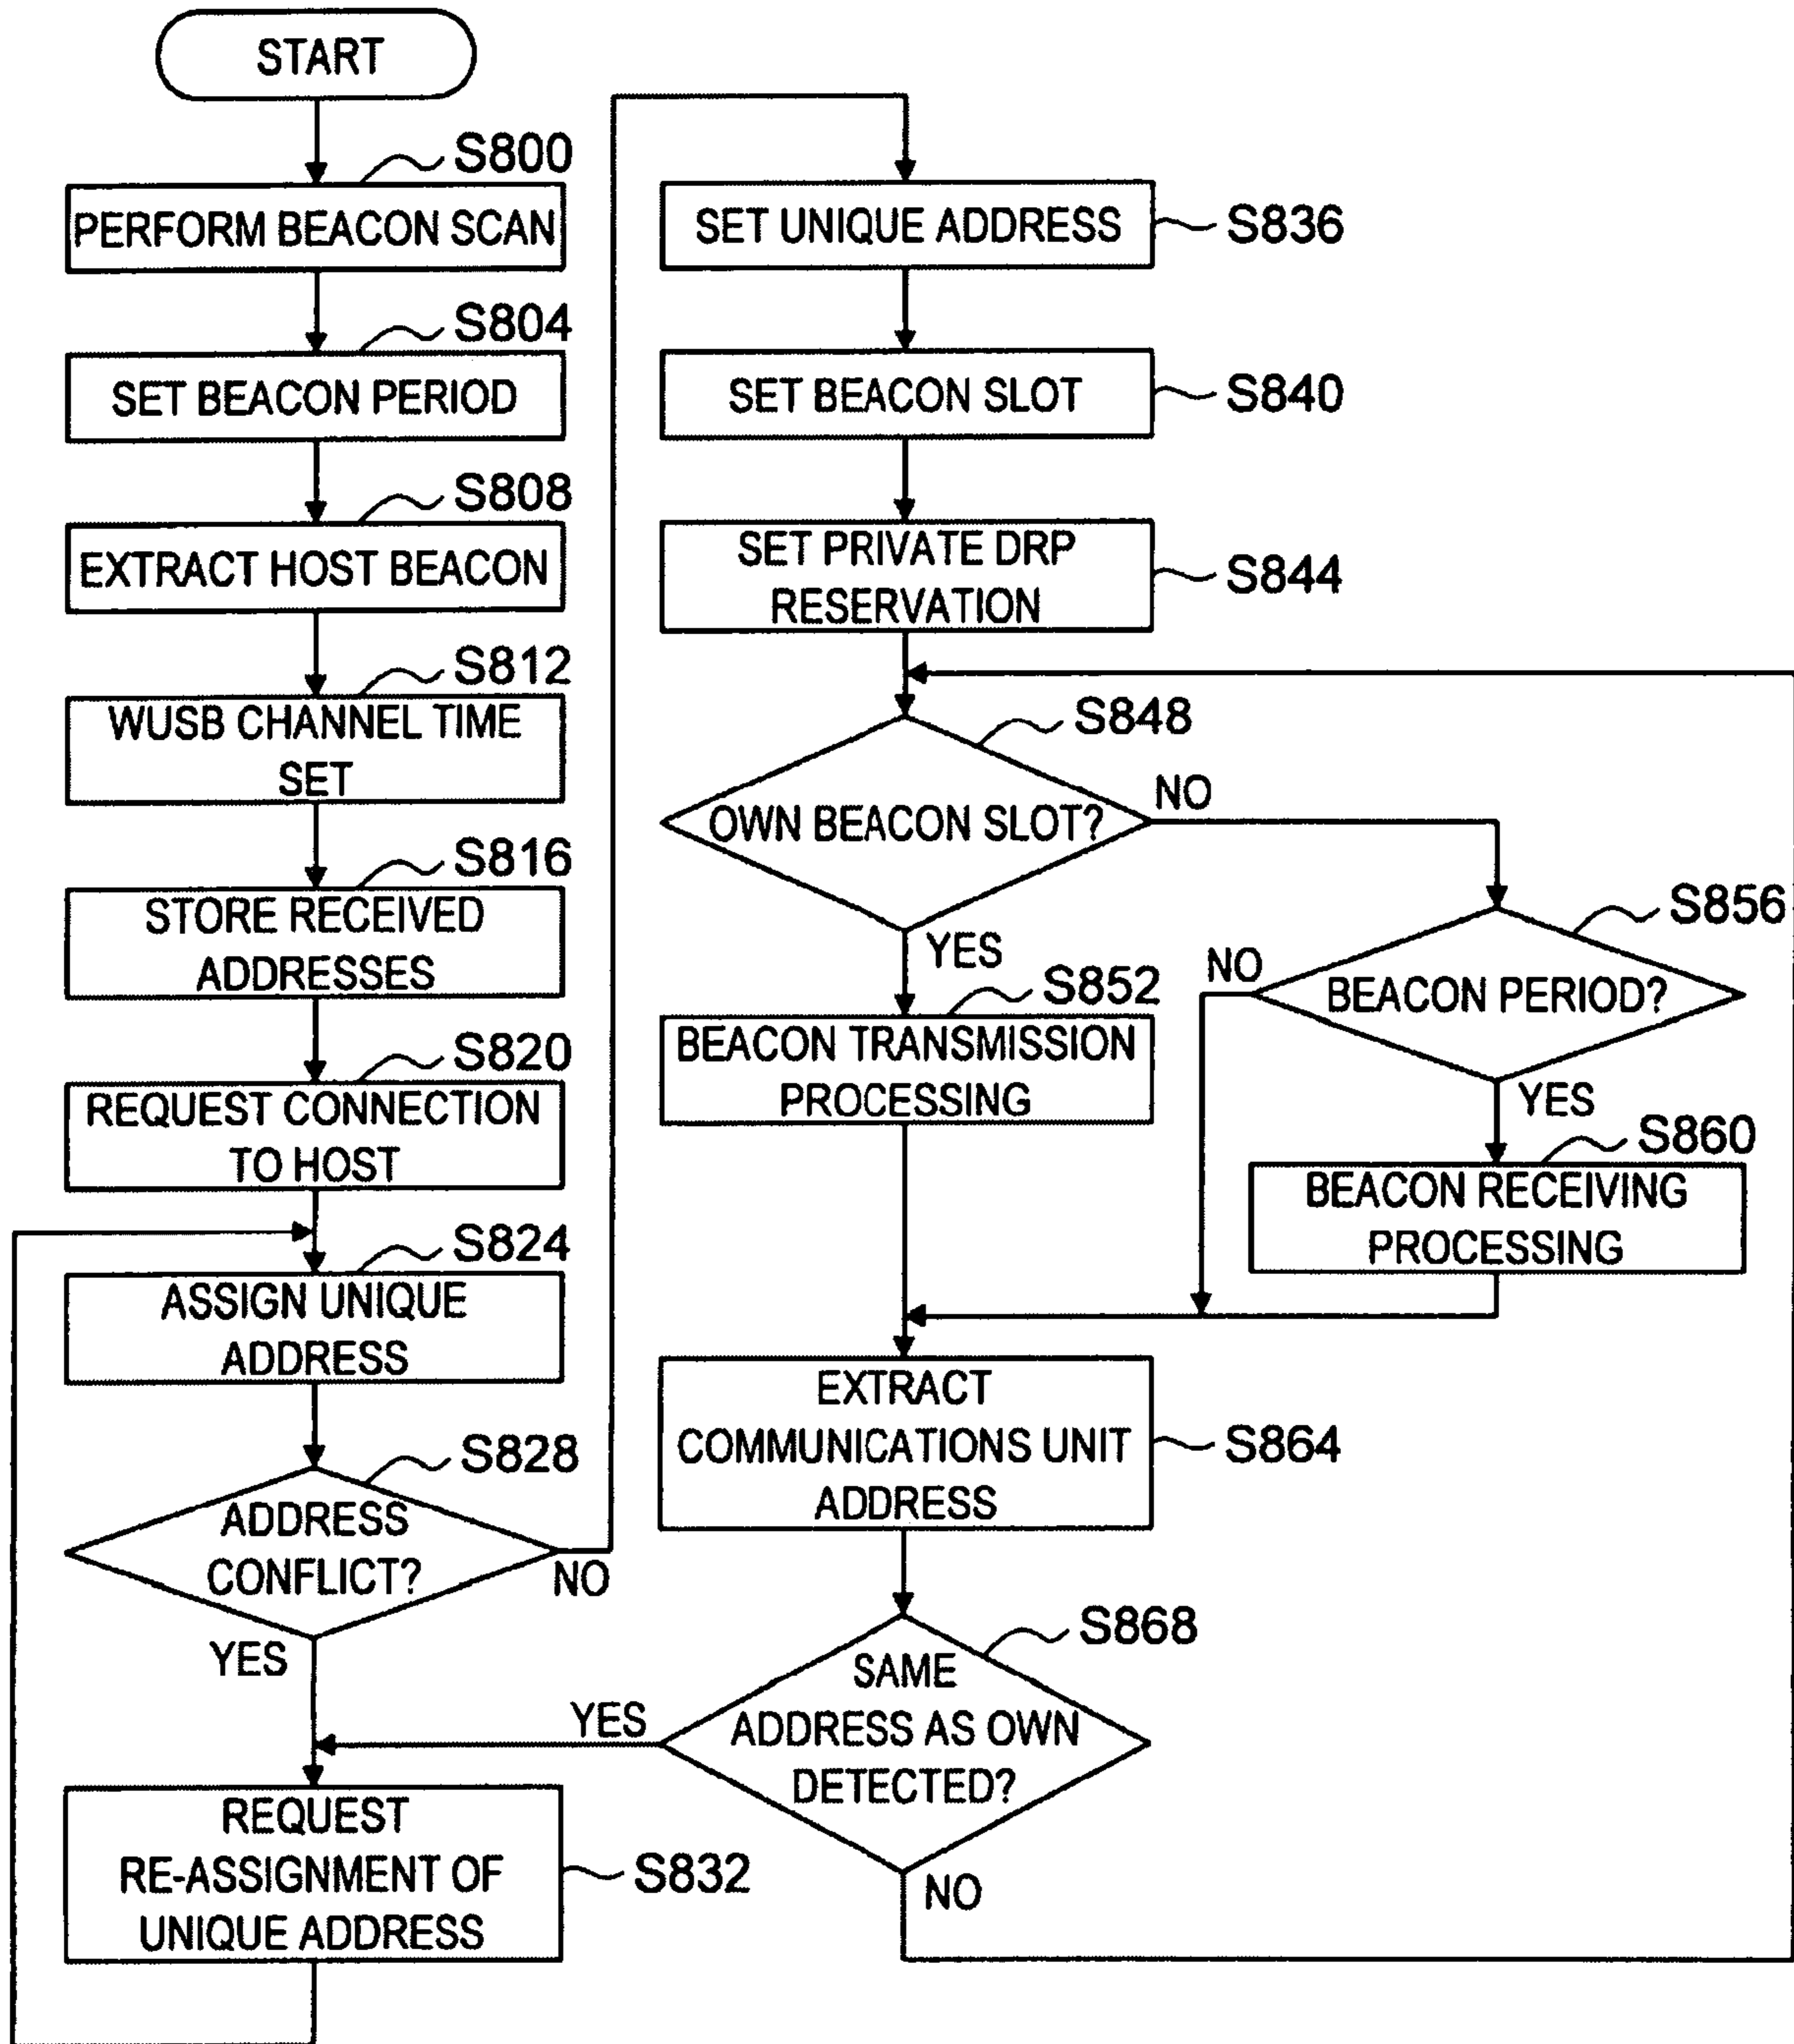 START
S800
PERFORM BEACON SCAN
S804
SET BEACON PERIOD
S808
EXTRACT HOST BEACON
S812
WUSB CHANNEL TIME
SET
S816
STORE RECEIVED
ADDRESSES
S820
REQUEST CONNECTION
TO HOST
S824
ASSIGN UNIQUE
ADDRESS
S828
ADDRESS
CONFLICT?
NO
YES
REQUEST
RE-ASSIGNMENT OF
UNIQUE ADDRESS
S832
SET UNIQUE ADDRESS
S836
SET BEACON SLOT
S840
SET PRIVATE DRP
RESERVATION
S844
S848
OWN BEACON SLOT?
NO
YES
S852
BEACON TRANSMISSION
PROCESSING
S856
BEACON PERIOD?
NO
YES
S860
BEACON RECEIVING
PROCESSING
EXTRACT
COMMUNICATIONS UNIT
ADDRESS
S864
S868
SAME
ADDRESS AS OWN
DETECTED?
YES
NO